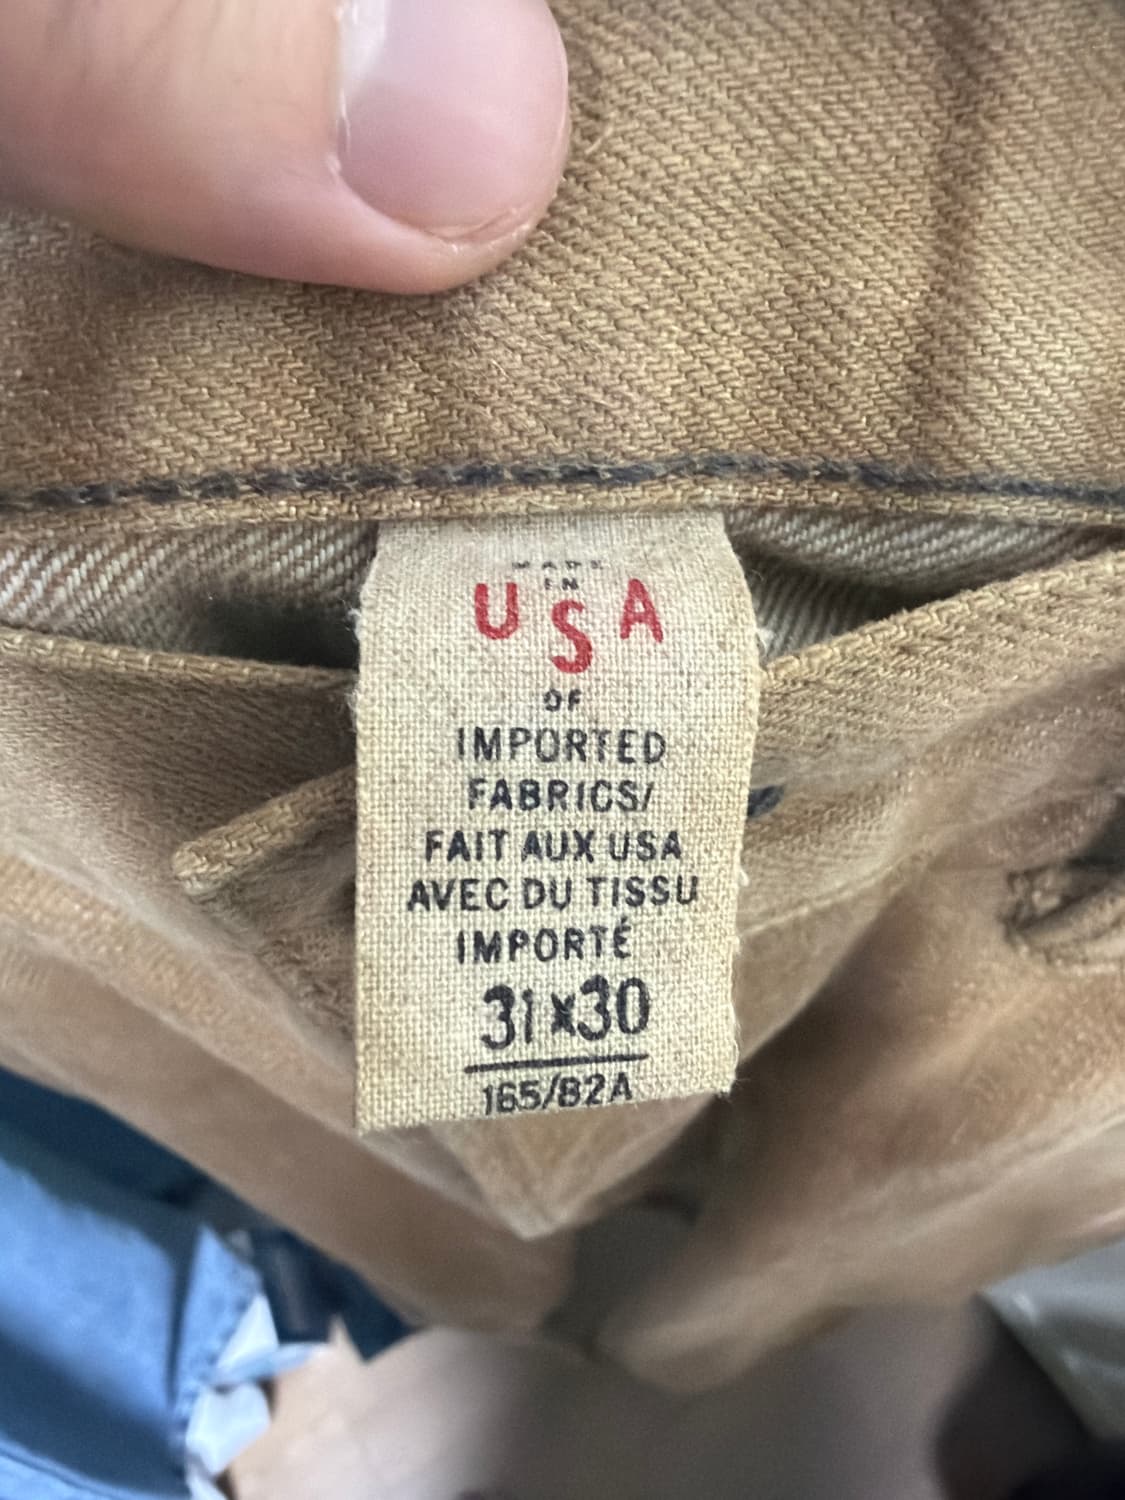 MADE
IN
USA
OF
IMPORTED
FABRICS/
FAIT AUX USA
AVEC DU TISSU
IMPORTÉ
31x30
165/82A